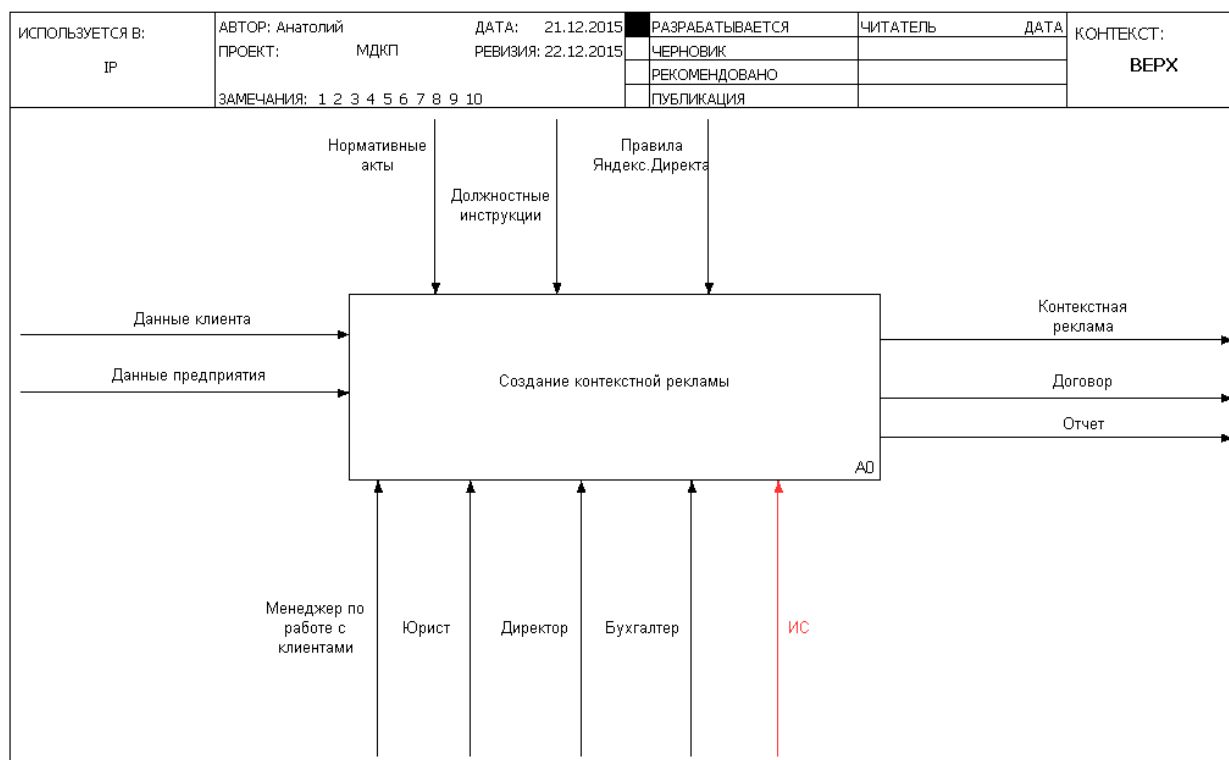 ИСПОЛЬЗУЕТСЯ В:
IP
АВТОР: Анатолий
ДАТА: 21.12.2015
ПРОЕКТ: МДКП
РЕВИЗИЯ: 22.12.2015
ЗАМЕЧАНИЯ: 1 2 3 4 5 6 7 8 9 10
РАЗРАБАТЫВАЕТСЯ
ЧЕРНОВИК
РЕКОМЕНДОВАНО
ПУБЛИКАЦИЯ
ЧИТАТЕЛЬ
ДАТА
КОНТЕКСТ:
ВЕРХ
Нормативные
акты
Должностные
инструкции
Правила
Яндекс.Директа
Данные клиента
Данные предприятия
Создание контекстной рекламы
A0
Контекстная
реклама
Договор
Отчет
Менеджер по
работе с
клиентами
Юрист
Директор
Бухгалтер
ИС